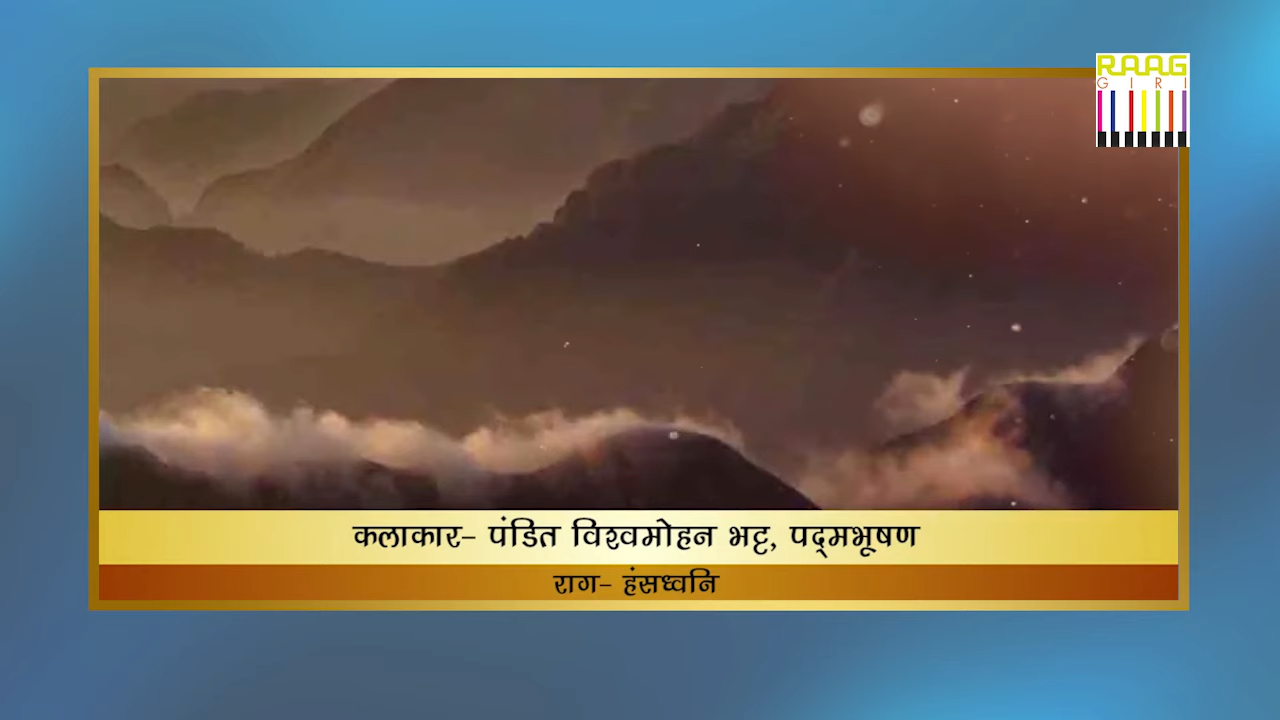 RAAG
GIRI
कलाकार- पंडित विश्वमोहन भट्ट, पद्मभूषण
राग- हंसध्वनि